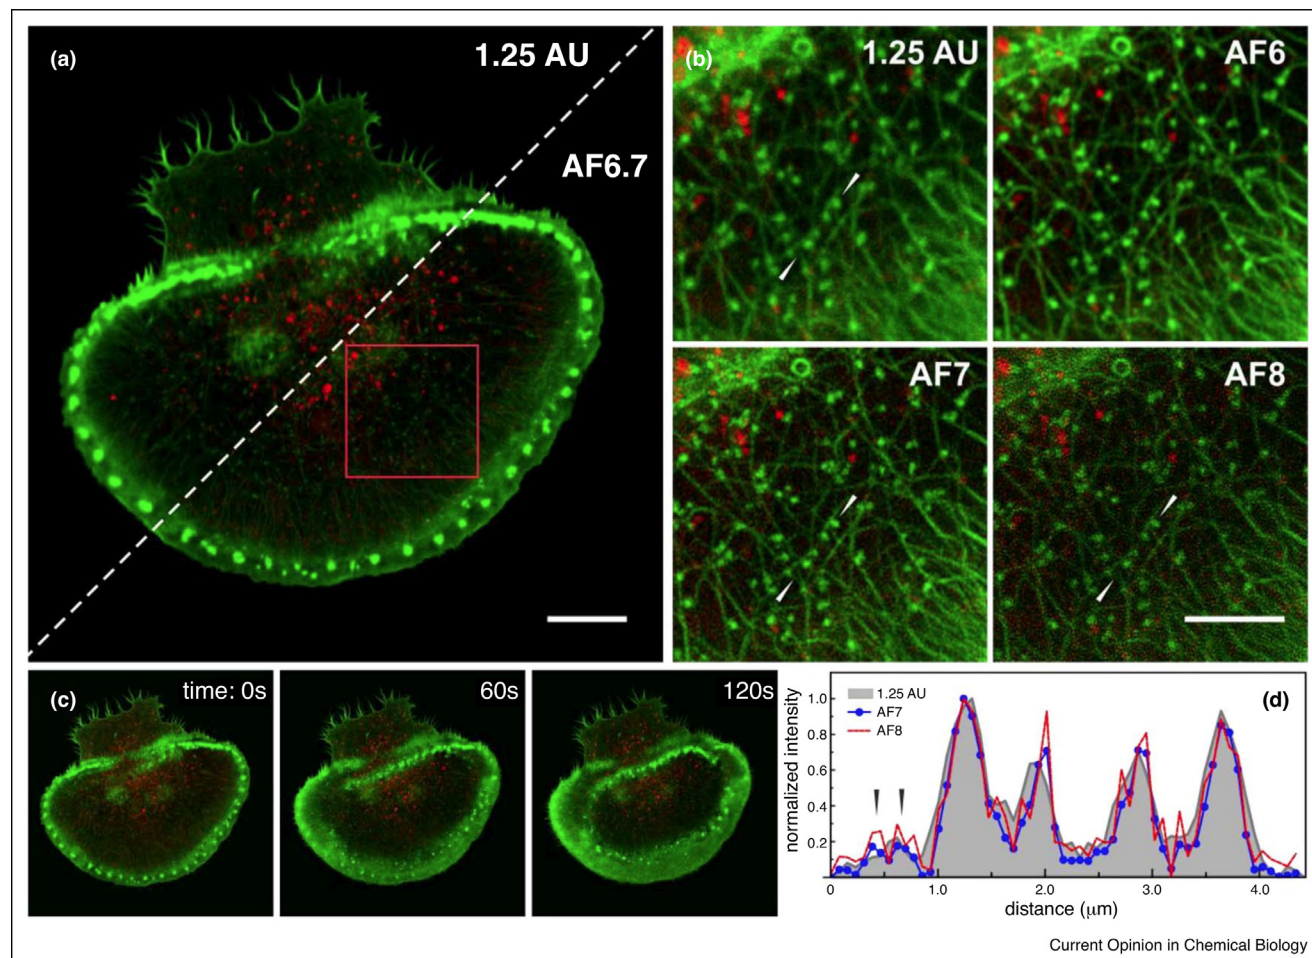 (a)
1.25 AU
AF6.7
(b)
1.25 AU
AF6
AF7
AF8
(c)
time: 0s
60s
120s
(d)
normalized intensity
1.0
0.8
0.6
0.4
0.2
1.25 AU
AF7
AF8
0
1.0
2.0
3.0
4.0
distance (μm)
Current Opinion in Chemical Biology